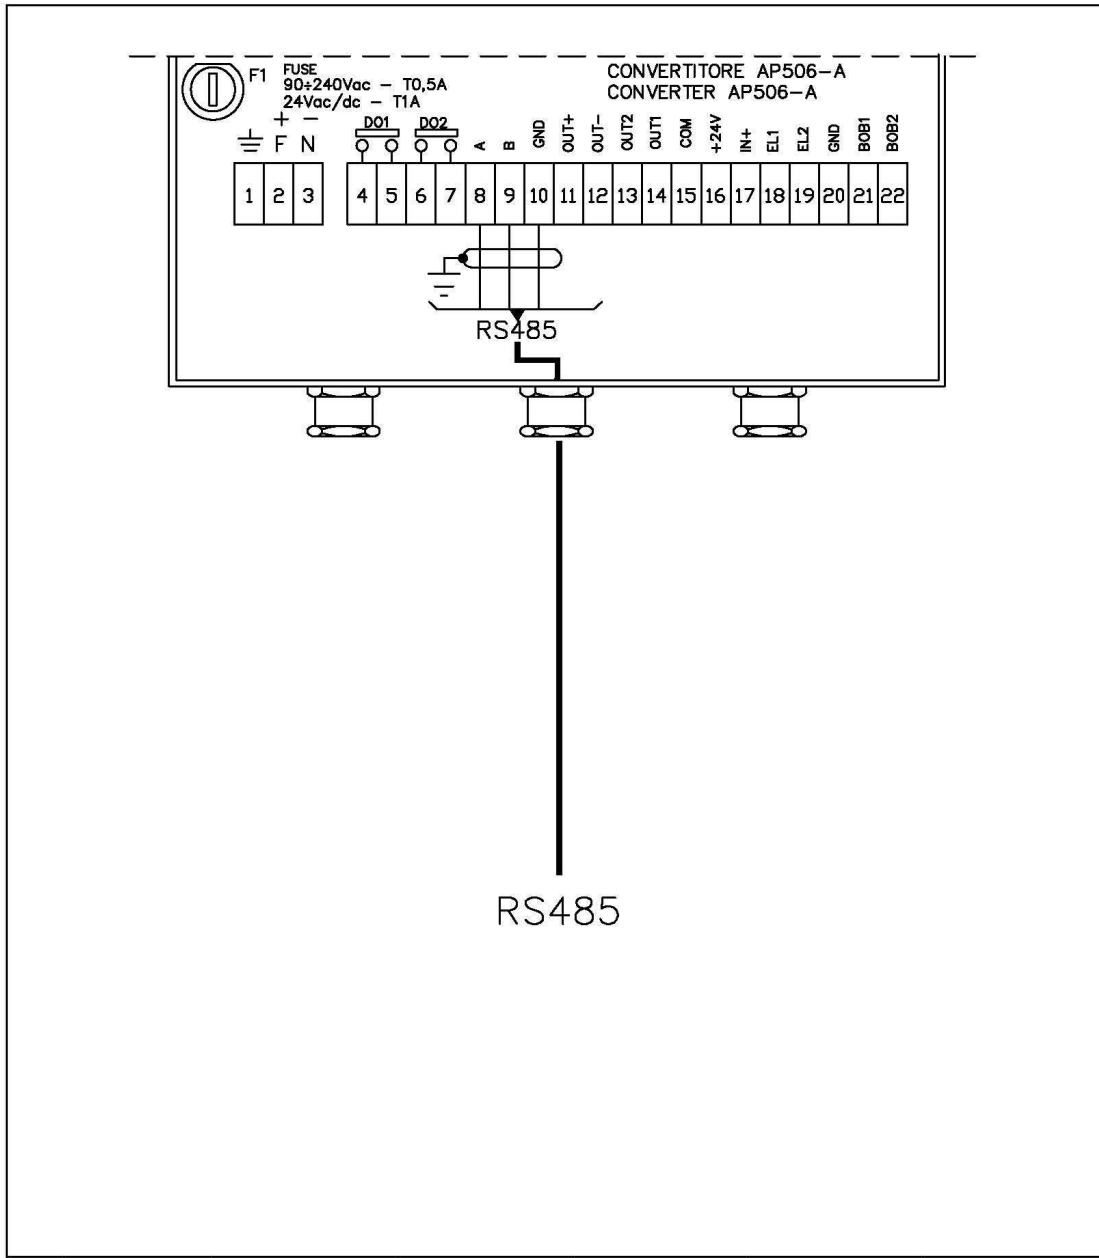 F1
FUSE
90÷240Vac – T0,5A
24Vac/dc – T1A
CONVERTITORE AP506–A
CONVERTER AP506–A
+ –
F N
DO1 DO2
A B GND OUT+ OUT- OUT2 OUT1 COM +24V IN+ EL1 EL2 GND BOB1 BOB2
1 2 3 4 5 6 7 8 9 10 11 12 13 14 15 16 17 18 19 20 21 22
RS485
RS485